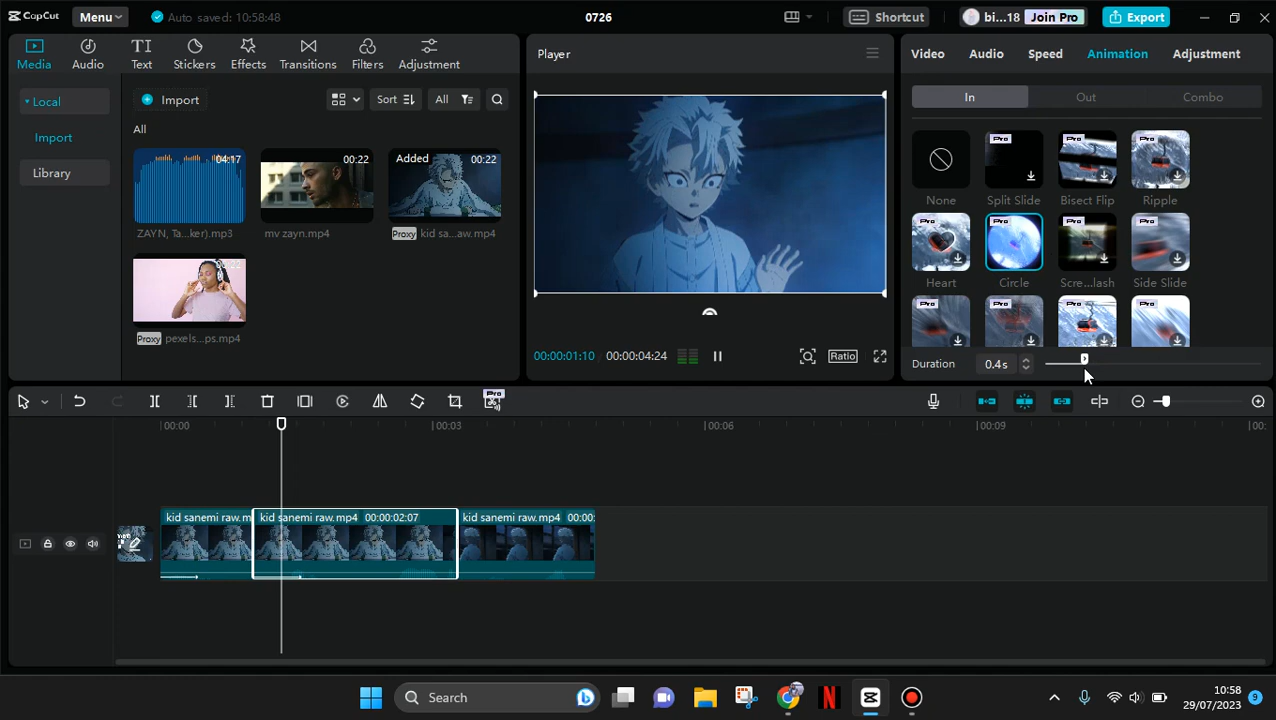 CapCut Menu Auto saved: 10:58:48 0726 Shortcut bi...18 Join Pro Export
Media Audio Text Stickers Effects Transitions Filters Adjustment
Local
Import
Library
Import Sort All
All
04:17 00:22 Added 00:22
ZAYN, Ta...ker).mp3 mv zayn.mp4 Proxy kid sa...aw.mp4
Proxy pexels...ps.mp4
Player
00:00:01:10 00:00:04:24 Ratio
Video Audio Speed Animation Adjustment
In Out Combo
Pro Pro Pro
None Split Slide Bisect Flip Ripple
Pro Pro Pro Pro
Heart Circle Scre...lash Side Slide
Pro Pro Pro Pro
Duration 0.4s
Pro
00:00 00:03 00:06 00:09 00:
kid sanemi raw.m kid sanemi raw.mp4 00:00:02:07 kid sanemi raw.mp4 00:00:
Search 10:58
29/07/2023 9